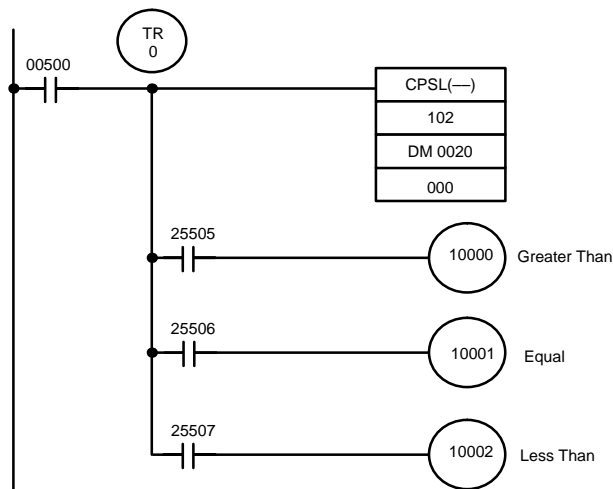 TR
0
00500
CPSL(—)
102
DM 0020
000
25505
10000
Greater Than
25506
10001
Equal
25507
10002
Less Than